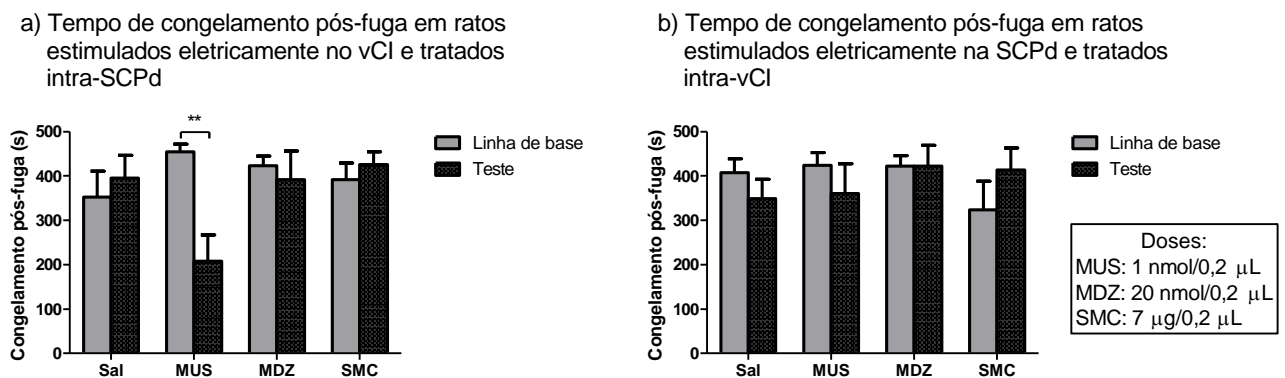 a) Tempo de congelamento pós-fuga em ratos
estimulados eletricamente no vCI e tratados
intra-SCPd
Congelamento pós-fuga (s)
500
400
300
200
100
0
**
Sal
MUS
MDZ
SMC
Linha de base
Teste
b) Tempo de congelamento pós-fuga em ratos
estimulados eletricamente na SCPd e tratados
intra-vCI
Congelamento pós-fuga (s)
500
400
300
200
100
0
Sal
MUS
MDZ
SMC
Linha de base
Teste
Doses:
MUS: 1 nmol/0,2 μL
MDZ: 20 nmol/0,2 μL
SMC: 7 μg/0,2 μL